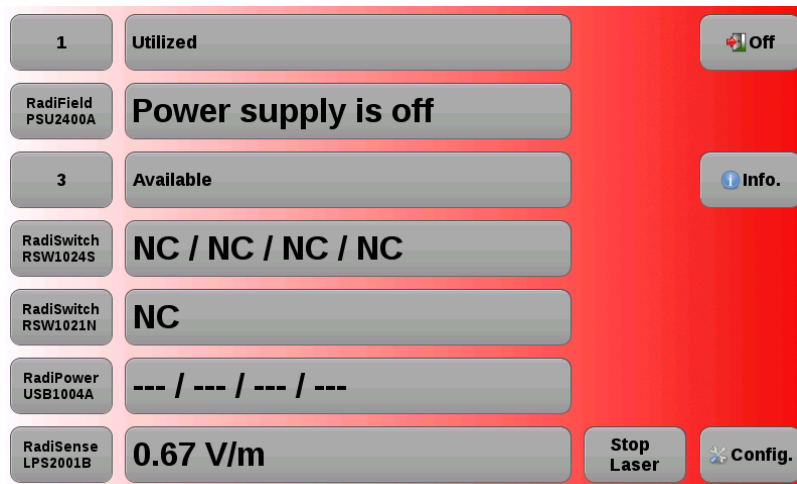 1
Utilized
Off
RadiField
PSU2400A
Power supply is off
3
Available
Info.
RadiSwitch
RSW1024S
NC / NC / NC / NC
RadiSwitch
RSW1021N
NC
RadiPower
USB1004A
--- / --- / --- / ---
RadiSense
LPS2001B
0.67 V/m
Stop
Laser
Config.